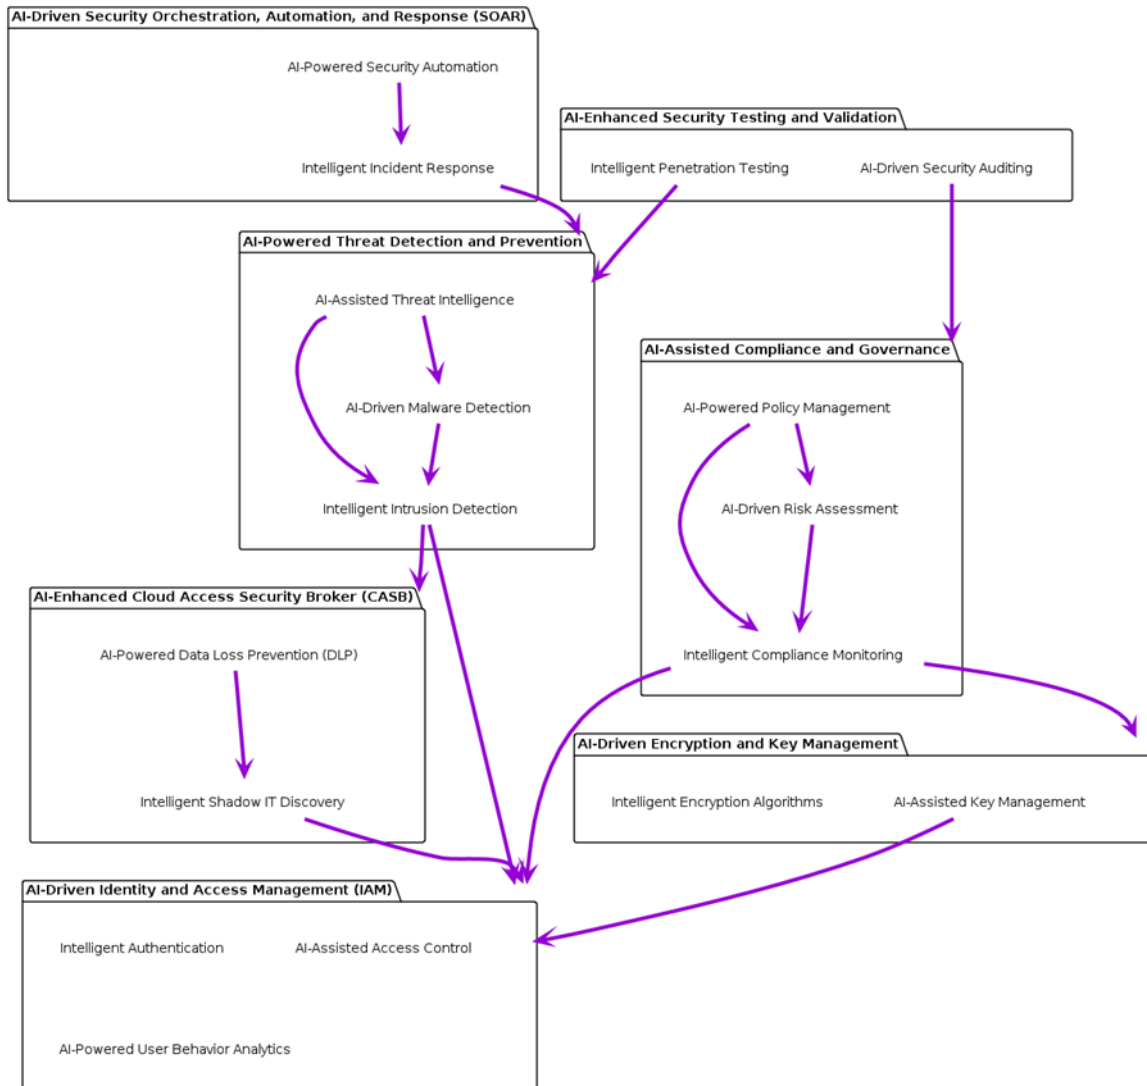 AI-Driven Security Orchestration, Automation, and Response (SOAR)
AI-Powered Security Automation
Intelligent Incident Response
AI-Enhanced Security Testing and Validation
Intelligent Penetration Testing
AI-Driven Security Auditing
AI-Powered Threat Detection and Prevention
AI-Assisted Threat Intelligence
AI-Driven Malware Detection
Intelligent Intrusion Detection
AI-Assisted Compliance and Governance
AI-Powered Policy Management
AI-Driven Risk Assessment
Intelligent Compliance Monitoring
AI-Enhanced Cloud Access Security Broker (CASB)
AI-Powered Data Loss Prevention (DLP)
Intelligent Shadow IT Discovery
AI-Driven Encryption and Key Management
Intelligent Encryption Algorithms
AI-Assisted Key Management
AI-Driven Identity and Access Management (IAM)
Intelligent Authentication
AI-Assisted Access Control
AI-Powered User Behavior Analytics